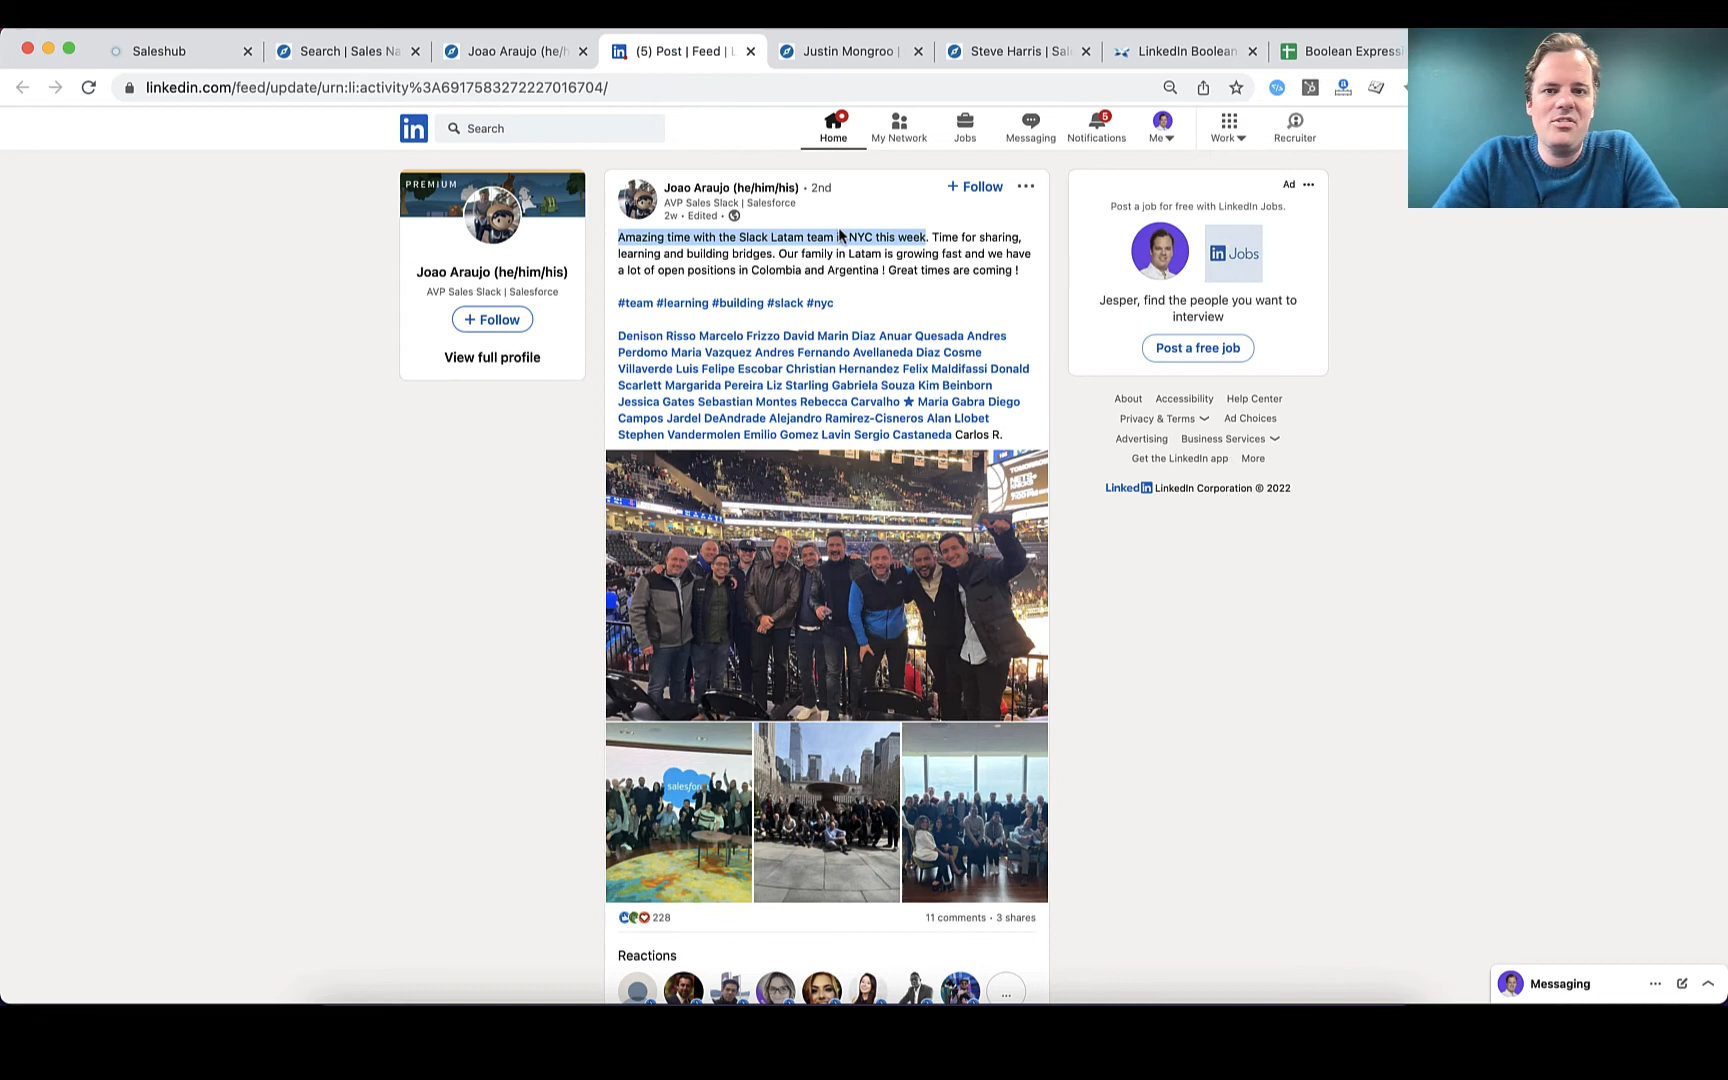 Saleshub
Search | Sales Na
Joao Araujo (he/h
(5) Post | Feed | L
Justin Mongroo |
Steve Harris | Sal
LinkedIn Boolean
Boolean Express
linkedin.com/feed/update/urn:li:activity%3A6917583272227016704/
in
Search
Home
My Network
Jobs
Messaging
5
Notifications
Me
Work
Recruiter
PREMIUM
Joao Araujo (he/him/his)
AVP Sales Slack | Salesforce
+ Follow
View full profile
Joao Araujo (he/him/his) • 2nd
AVP Sales Slack | Salesforce
2w • Edited •
+ Follow
Amazing time with the Slack Latam team in NYC this week. Time for sharing,
learning and building bridges. Our family in Latam is growing fast and we have
a lot of open positions in Colombia and Argentina ! Great times are coming !
#team #learning #building #slack #nyc
Denison Risso Marcelo Frizzo David Marin Diaz Anuar Quesada Andres
Perdomo Maria Vazquez Andres Fernando Avellaneda Diaz Cosme
Villaverde Luis Felipe Escobar Christian Hernandez Felix Maldifassi Donald
Scarlett Margarida Pereira Liz Starling Gabriela Souza Kim Beinborn
Jessica Gates Sebastian Montes Rebecca Carvalho ★ Maria Gabra Diego
Campos Jardel DeAndrade Alejandro Ramirez-Cisneros Alan Llobet
Stephen Vandermolen Emilio Gomez Lavin Sergio Castaneda Carlos R.
228
11 comments • 3 shares
Reactions
Ad
Post a job for free with LinkedIn Jobs.
in Jobs
Jesper, find the people you want to
interview
Post a free job
About Accessibility Help Center
Privacy & Terms Ad Choices
Advertising Business Services
Get the LinkedIn app More
LinkedIn LinkedIn Corporation © 2022
Messaging